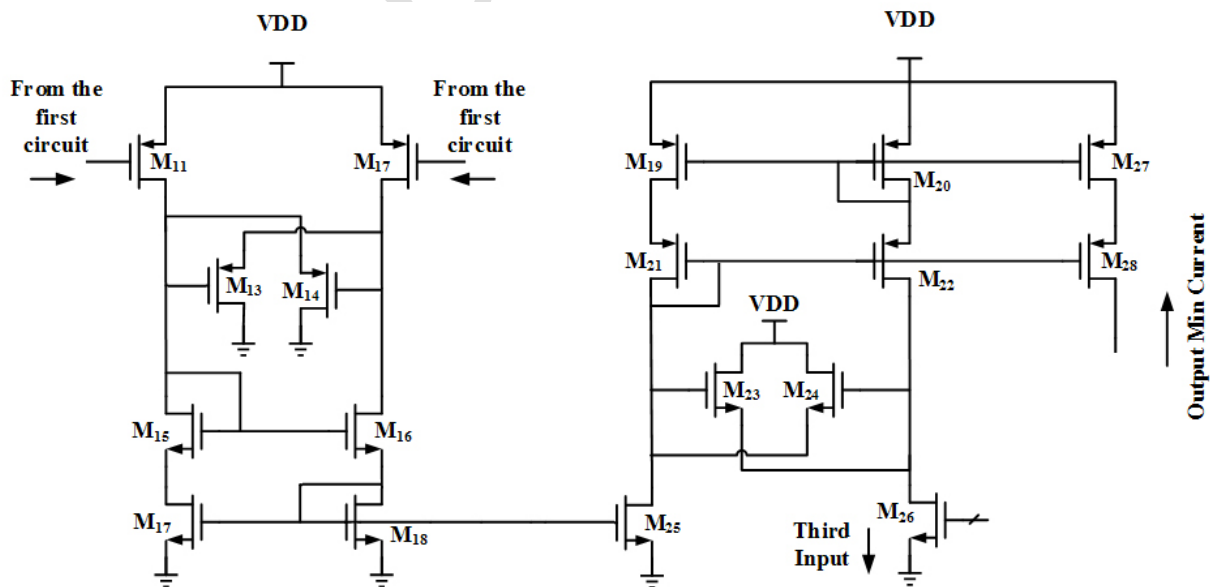 VDD
VDD
From the
first
circuit
From the
first
circuit
M11
M17
M19
M20
M27
M21
M22
M28
M13
M14
VDD
M23
M24
M15
M16
M17
M18
M25
M26
Third
Input
Output Min Current